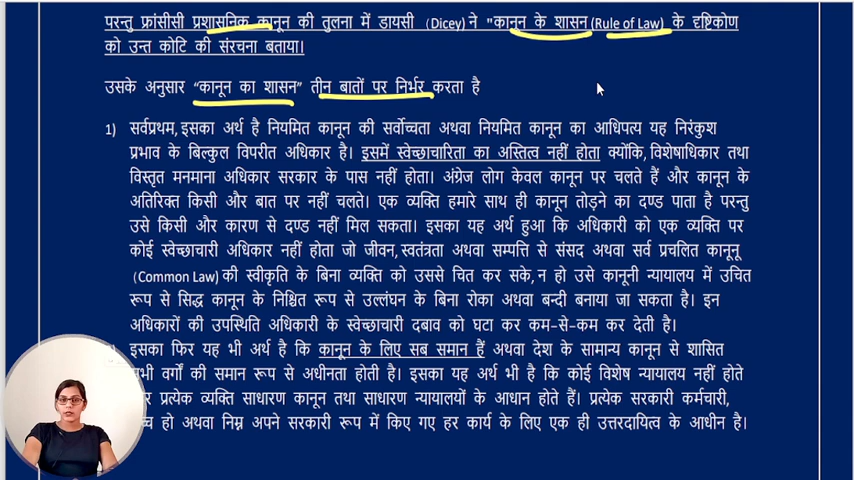 परन्तु फ्रांसीसी प्रशासनिक कानून की तुलना में डायसी (Dicey) ने "कानून के शासन (Rule of Law) के दृष्टिकोण
को उन्त कोटि की संरचना बताया।
उसके अनुसार “कानून का शासन” तीन बातों पर निर्भर करता है
1) सर्वप्रथम, इसका अर्थ है नियमित कानून की सर्वोच्चता अथवा नियमित कानून का आधिपत्य यह निरंकुश
प्रभाव के बिल्कुल विपरीत अधिकार है। इसमें स्वेच्छाचारिता का अस्तित्व नहीं होता क्योंकि, विशेषाधिकार तथा
विस्तृत मनमाना अधिकार सरकार के पास नहीं होता। अंग्रेज लोग केवल कानून पर चलते हैं और कानून के
अतिरिक्त किसी और बात पर नहीं चलते। एक व्यक्ति हमारे साथ ही कानून तोड़ने का दण्ड पाता है परन्तु
उसे किसी और कारण से दण्ड नहीं मिल सकता। इसका यह अर्थ हुआ कि अधिकारी को एक व्यक्ति पर
कोई स्वेच्छाचारी अधिकार नहीं होता जो जीवन, स्वतंत्रता अथवा सम्पत्ति से संसद अथवा सर्व प्रचलित कानूनू
(Common Law) की स्वीकृति के बिना व्यक्ति को उससे चित कर सके, न हो उसे कानूनी न्यायालय में उचित
रूप से सिद्ध कानून के निश्चित रूप से उल्लंघन के बिना रोका अथवा बन्दी बनाया जा सकता है। इन
अधिकारों की उपस्थिति अधिकारी के स्वेच्छाचारी दबाव को घटा कर कम–से–कम कर देती है।
इसका फिर यह भी अर्थ है कि कानून के लिए सब समान हैं अथवा देश के सामान्य कानून से शासित
वर्गों की समान रूप से अधीनता होती है। इसका यह अर्थ भी है कि कोई विशेष न्यायालय नहीं होते
प्रत्येक व्यक्ति साधारण कानून तथा साधारण न्यायालयों के आधान होते हैं। प्रत्येक सरकारी कर्मचारी,
हो अथवा निम्न अपने सरकारी रूप में किए गए हर कार्य के लिए एक ही उत्तरदायित्व के आधीन है।